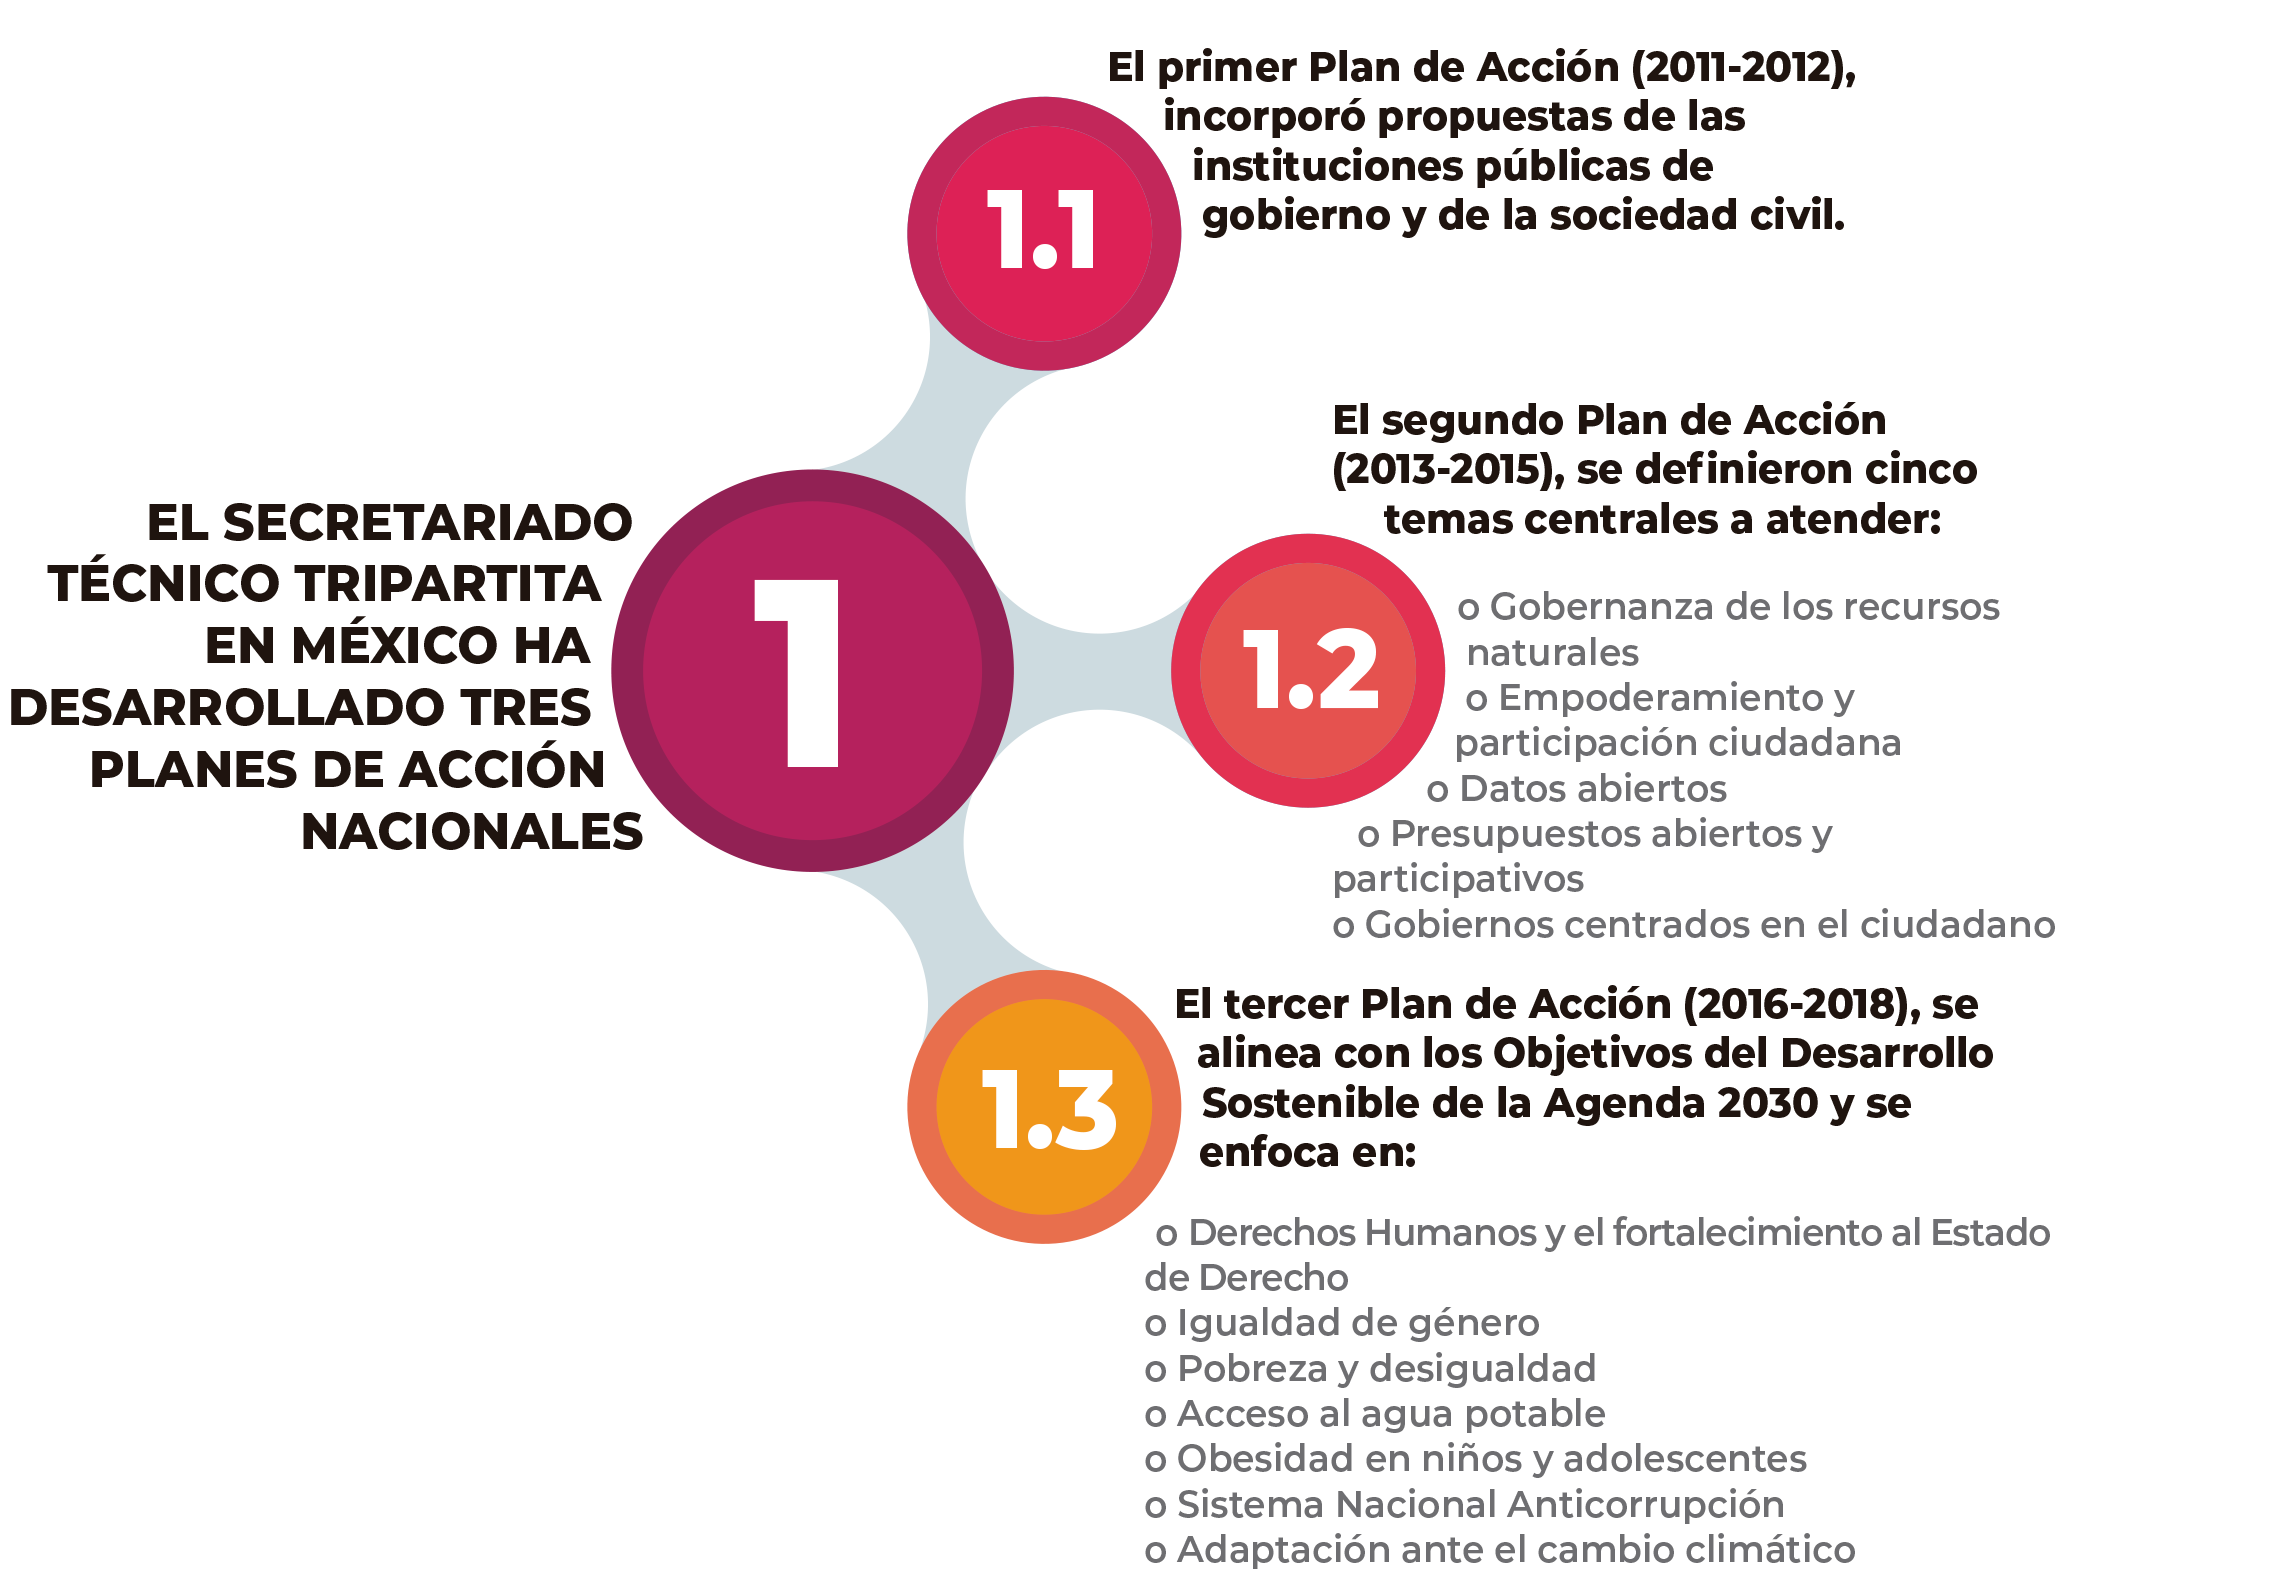 EL SECRETARIADO
TÉCNICO TRIPARTITA
EN MÉXICO HA
DESARROLLADO TRES
PLANES DE ACCIÓN
NACIONALES
1
1.1
El primer Plan de Acción (2011-2012),
incorporó propuestas de las
instituciones públicas de
gobierno y de la sociedad civil.
1.2
El segundo Plan de Acción
(2013-2015), se definieron cinco
temas centrales a atender:
o Gobernanza de los recursos
naturales
o Empoderamiento y
participación ciudadana
o Datos abiertos
o Presupuestos abiertos y
participativos
o Gobiernos centrados en el ciudadano
1.3
El tercer Plan de Acción (2016-2018), se
alinea con los Objetivos del Desarrollo
Sostenible de la Agenda 2030 y se
enfoca en:
o Derechos Humanos y el fortalecimiento al Estado
de Derecho
o Igualdad de género
o Pobreza y desigualdad
o Acceso al agua potable
o Obesidad en niños y adolescentes
o Sistema Nacional Anticorrupción
o Adaptación ante el cambio climático